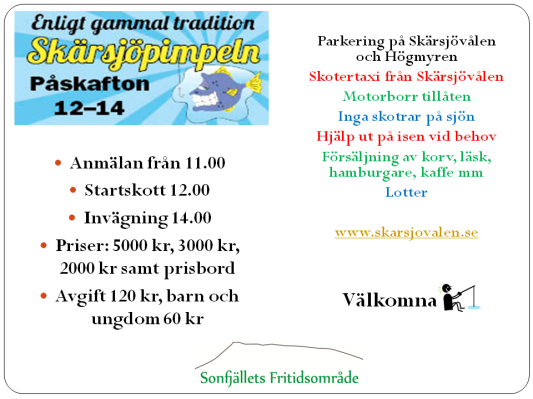 Enligt gammal tradition
Skärsjöpimpeln
Påskafton
12–14
• Anmälan från 11.00
• Startskott 12.00
• Invägning 14.00
• Priser: 5000 kr, 3000 kr,
2000 kr samt prisbord
• Avgift 120 kr, barn och
ungdom 60 kr
Parkering på Skärsjövålen
och Högmyren
Skotertaxi från Skärsjövålen
Motorborr tillåten
Inga skotrar på sjön
Hjälp ut på isen vid behov
Försäljning av korv, läsk,
hamburgare, kaffe mm
Lotter
www.skarsjovalen.se
Välkomna
Sonfjällets Fritidsområde